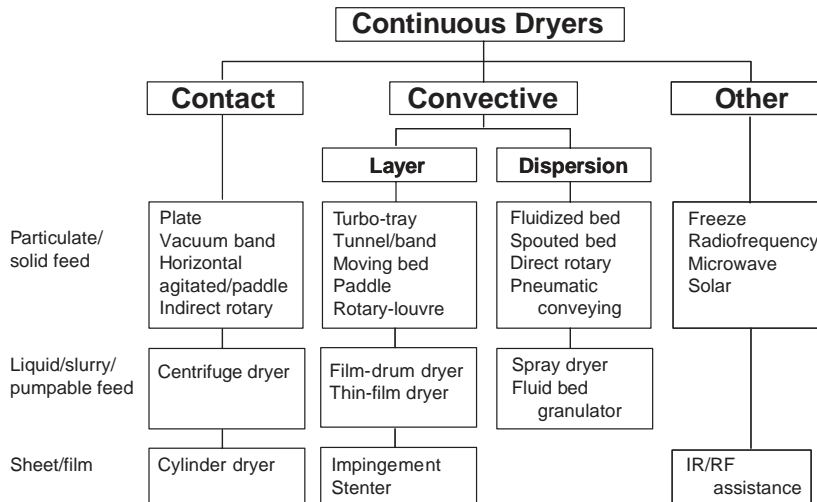 Continuous Dryers
Contact
Convective
Other
Layer
Dispersion
Particulate/
solid feed
Plate
Vacuum band
Horizontal
agitated/paddle
Indirect rotary
Turbo-tray
Tunnel/band
Moving bed
Paddle
Rotary-louvre
Fluidized bed
Spouted bed
Direct rotary
Pneumatic
conveying
Freeze
Radiofrequency
Microwave
Solar
Liquid/slurry/
pumpable feed
Centrifuge dryer
Film-drum dryer
Thin-film dryer
Spray dryer
Fluid bed
granulator
Sheet/film
Cylinder dryer
Impingement
Stenter
IR/RF
assistance